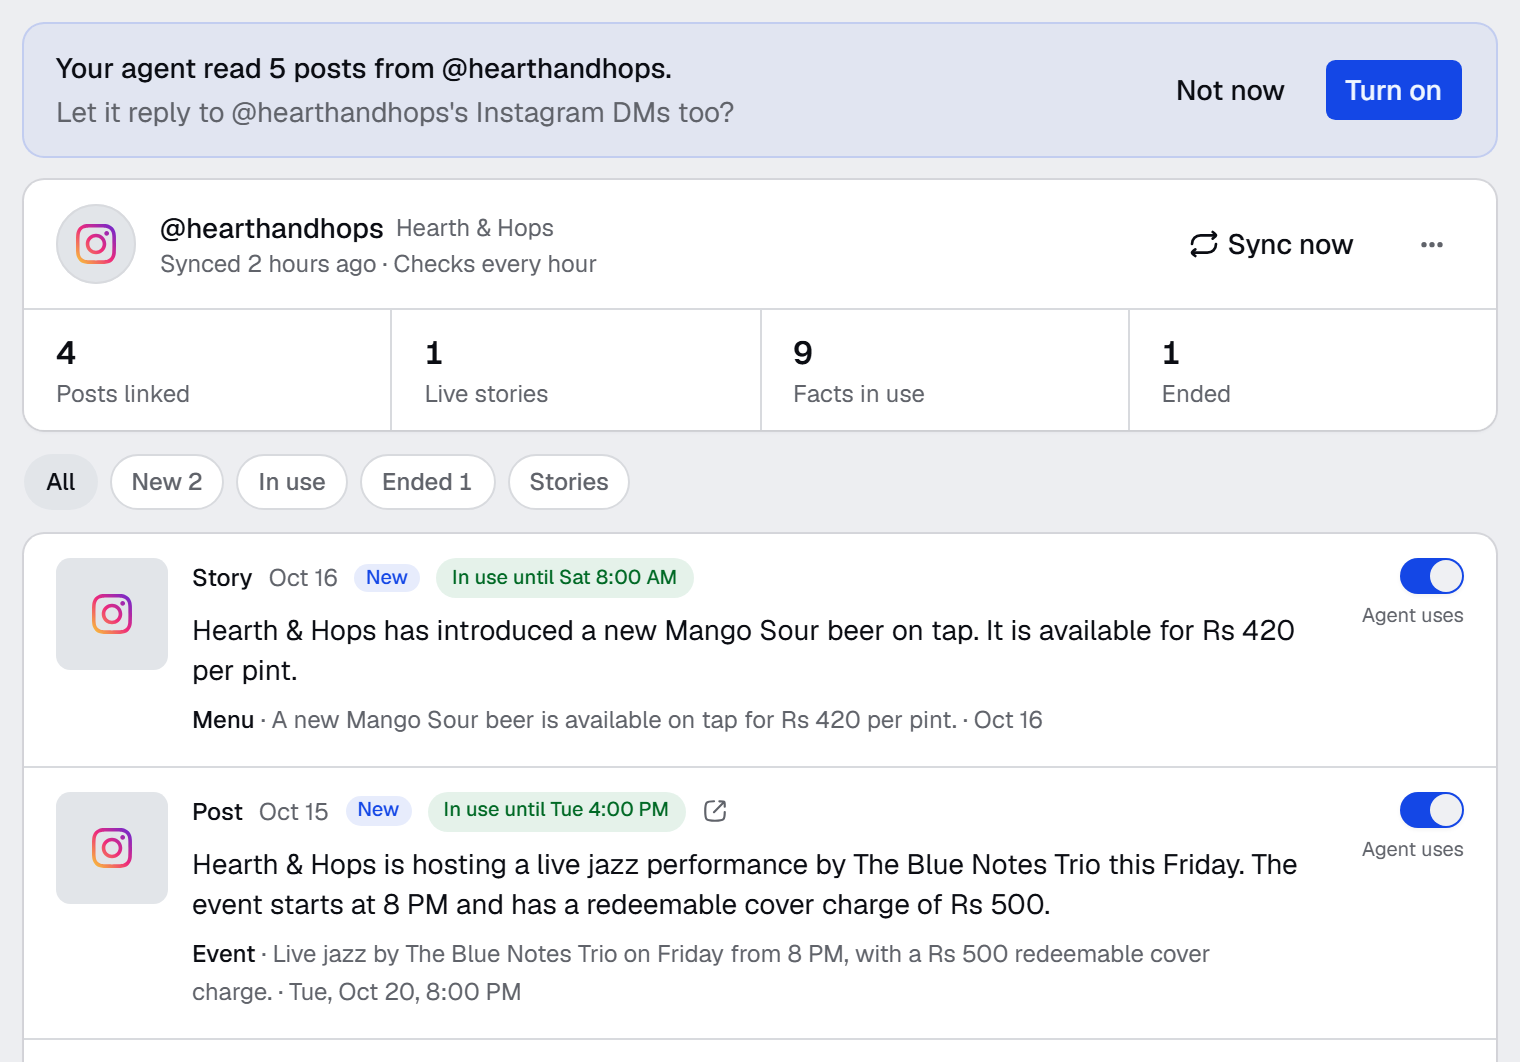 Your agent read 5 posts from @hearthandhops.
Let it reply to @hearthandhops's Instagram DMs too?
Not now
Turn on
@hearthandhops Hearth & Hops
Synced 2 hours ago · Checks every hour
Sync now
4
Posts linked
1
Live stories
9
Facts in use
1
Ended
All
New 2
In use
Ended 1
Stories
Story Oct 16 New In use until Sat 8:00 AM
Agent uses
Hearth & Hops has introduced a new Mango Sour beer on tap. It is available for Rs 420
per pint.
Menu · A new Mango Sour beer is available on tap for Rs 420 per pint. · Oct 16
Post Oct 15 New In use until Tue 4:00 PM
Agent uses
Hearth & Hops is hosting a live jazz performance by The Blue Notes Trio this Friday. The
event starts at 8 PM and has a redeemable cover charge of Rs 500.
Event · Live jazz by The Blue Notes Trio on Friday from 8 PM, with a Rs 500 redeemable cover
charge. · Tue, Oct 20, 8:00 PM